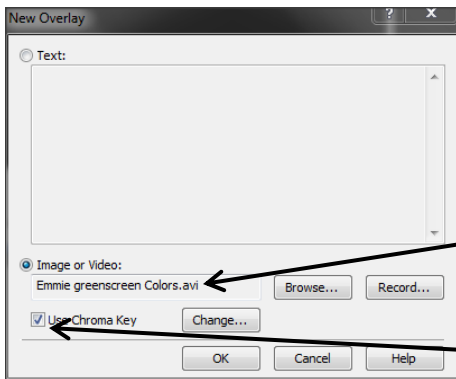 New Overlay ? X
Text:
Image or Video:
Emmie greenscreen Colors.avi Browse... Record...
Use Chroma Key Change...
OK Cancel Help